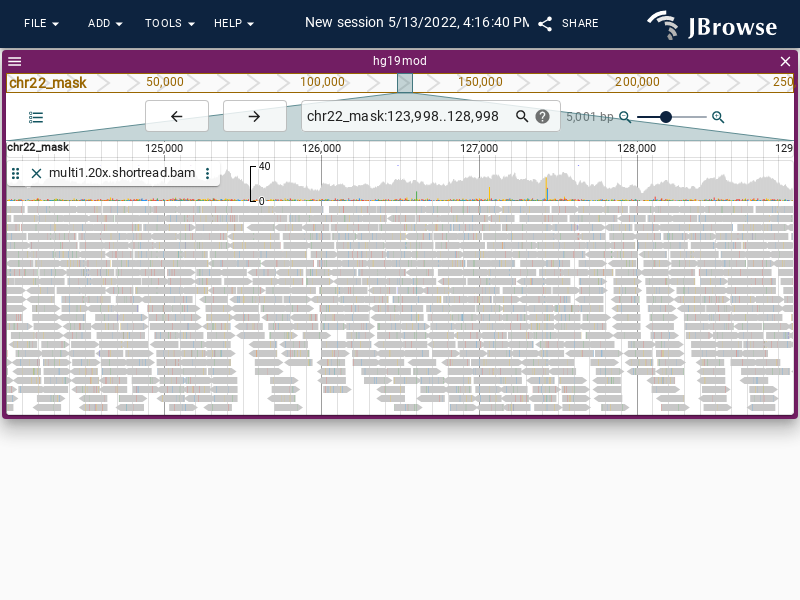 FILE ADD TOOLS HELP New session 5/13/2022, 4:16:40 PM SHARE JBrowse
hg19mod
chr22_mask 50,000 100,000 150,000 200,000 250
chr22_mask:123,998..128,998 5,001 bp
chr22_mask 125,000 126,000 127,000 128,000 129
multi1.20x.shortread.bam 40
0